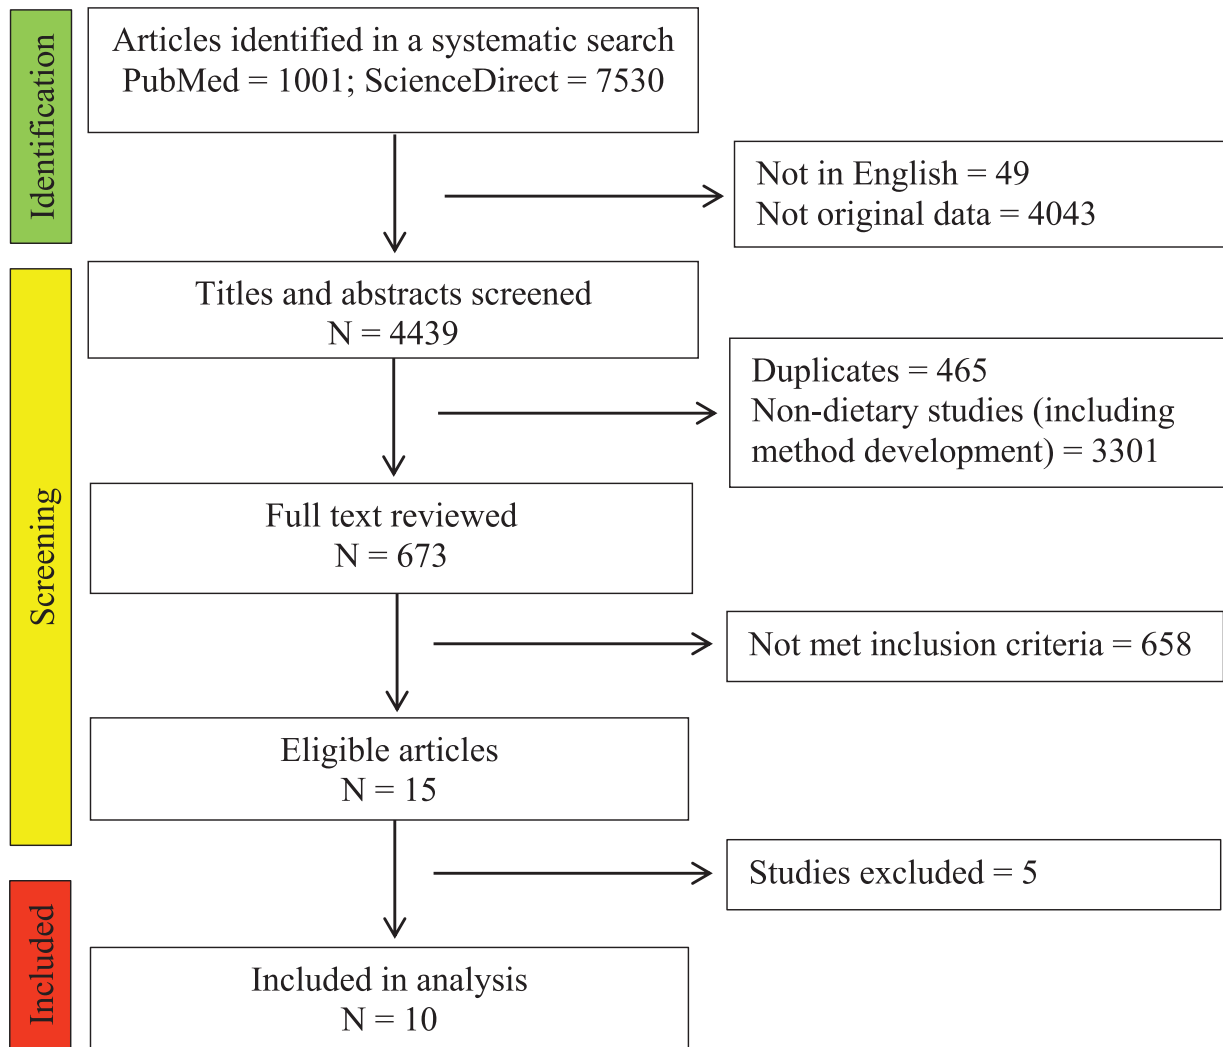 Identification
Articles identified in a systematic search
PubMed = 1001; ScienceDirect = 7530
Not in English = 49
Not original data = 4043
Screening
Titles and abstracts screened
N = 4439
Duplicates = 465
Non-dietary studies (including
method development) = 3301
Full text reviewed
N = 673
Not met inclusion criteria = 658
Eligible articles
N = 15
Studies excluded = 5
Included
Included in analysis
N = 10